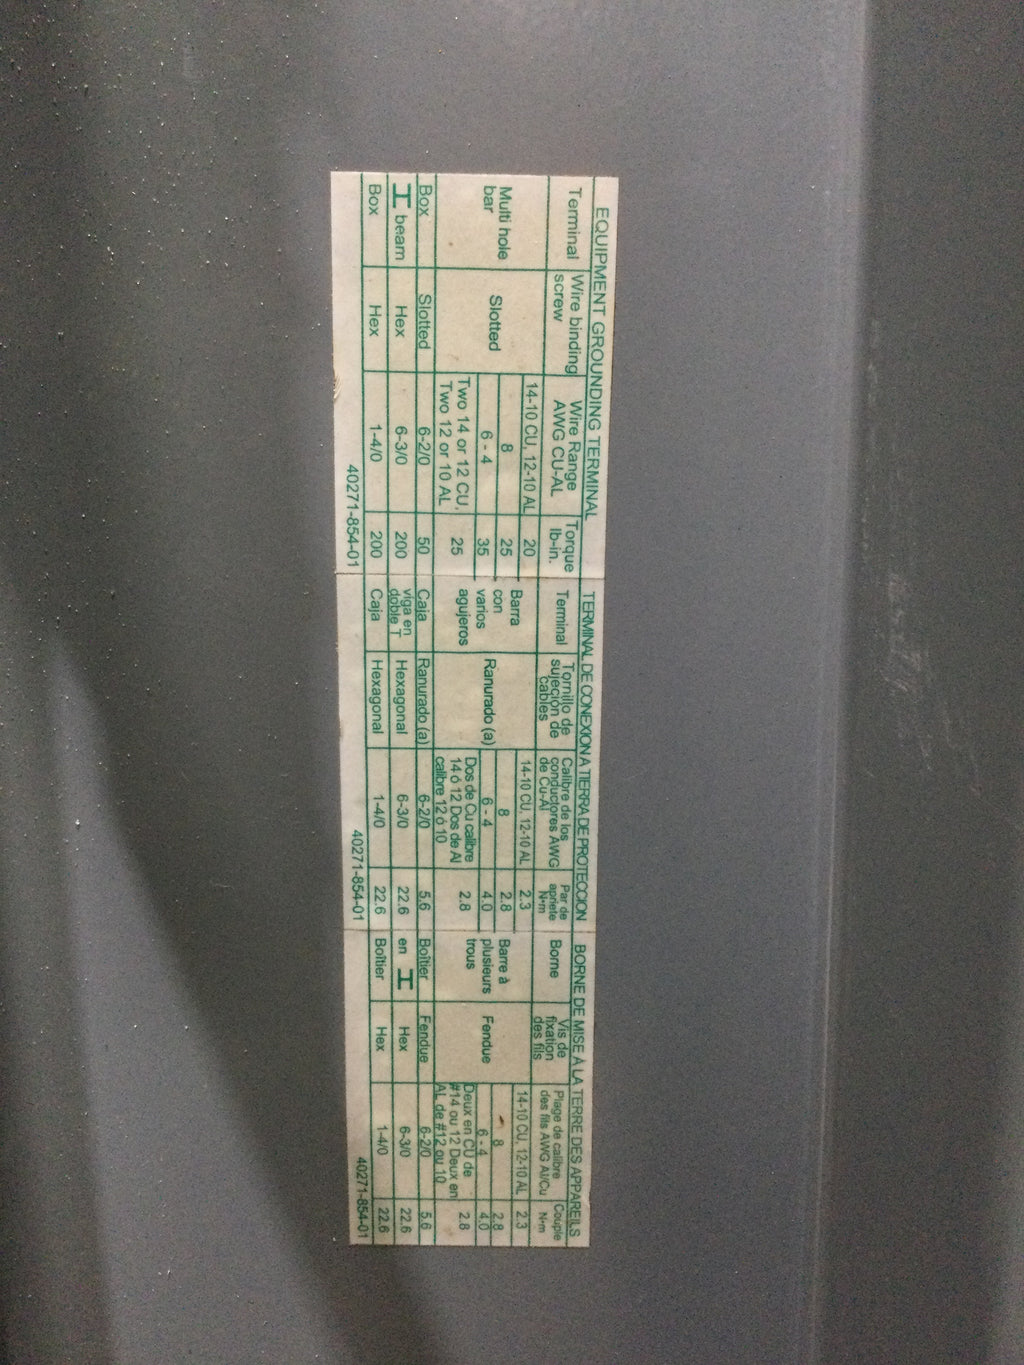 EQUIPMENT GROUNDING TERMINAL
Terminal Wire binding screw Wire Range AWG CU-AL Torque lb-in.
Multi hole bar Slotted 14-10 CU, 12-10 AL 20
8 25
6 - 4 35
Two 14 or 12 CU, Two 12 or 10 AL 25
Box Slotted 6-2/0 50
I beam Hex 6-3/0 200
Box Hex 1-4/0 200
40271-854-01
TERMINAL DE CONEXION A TIERRA DE PROTECCION
Terminal Tornillo de sujeción de cables Calibre de los conductores AWG de Cu-Al Par de apriete N•m
Barra con varios agujeros Ranurado (a) 14-10 CU, 12-10 AL 2.3
8 2.8
6 - 4 4.0
Dos de Cu calibre 14 ó 12 Dos de Al calibre 12 ó 10 2.8
Caja Ranurado (a) 6-2/0 5.6
viga en doble T Hexagonal 6-3/0 22.6
Caja Hexagonal 1-4/0 22.6
40271-854-01
BORNE DE MISE À LA TERRE DES APPAREILS
Borne Vis de fixation des fils Plage de calibre des fils AWG Al/Cu Couple N•m
Barre à plusieurs trous Fendue 14-10 CU, 12-10 AL 2.3
8 2.8
6 - 4 4.0
Deux en CU de #14 ou 12 Deux en AL de #12 ou 10 2.8
Boîtier Fendue 6-2/0 5.6
en I Hex 6-3/0 22.6
Boîtier Hex 1-4/0 22.6
40271-854-01